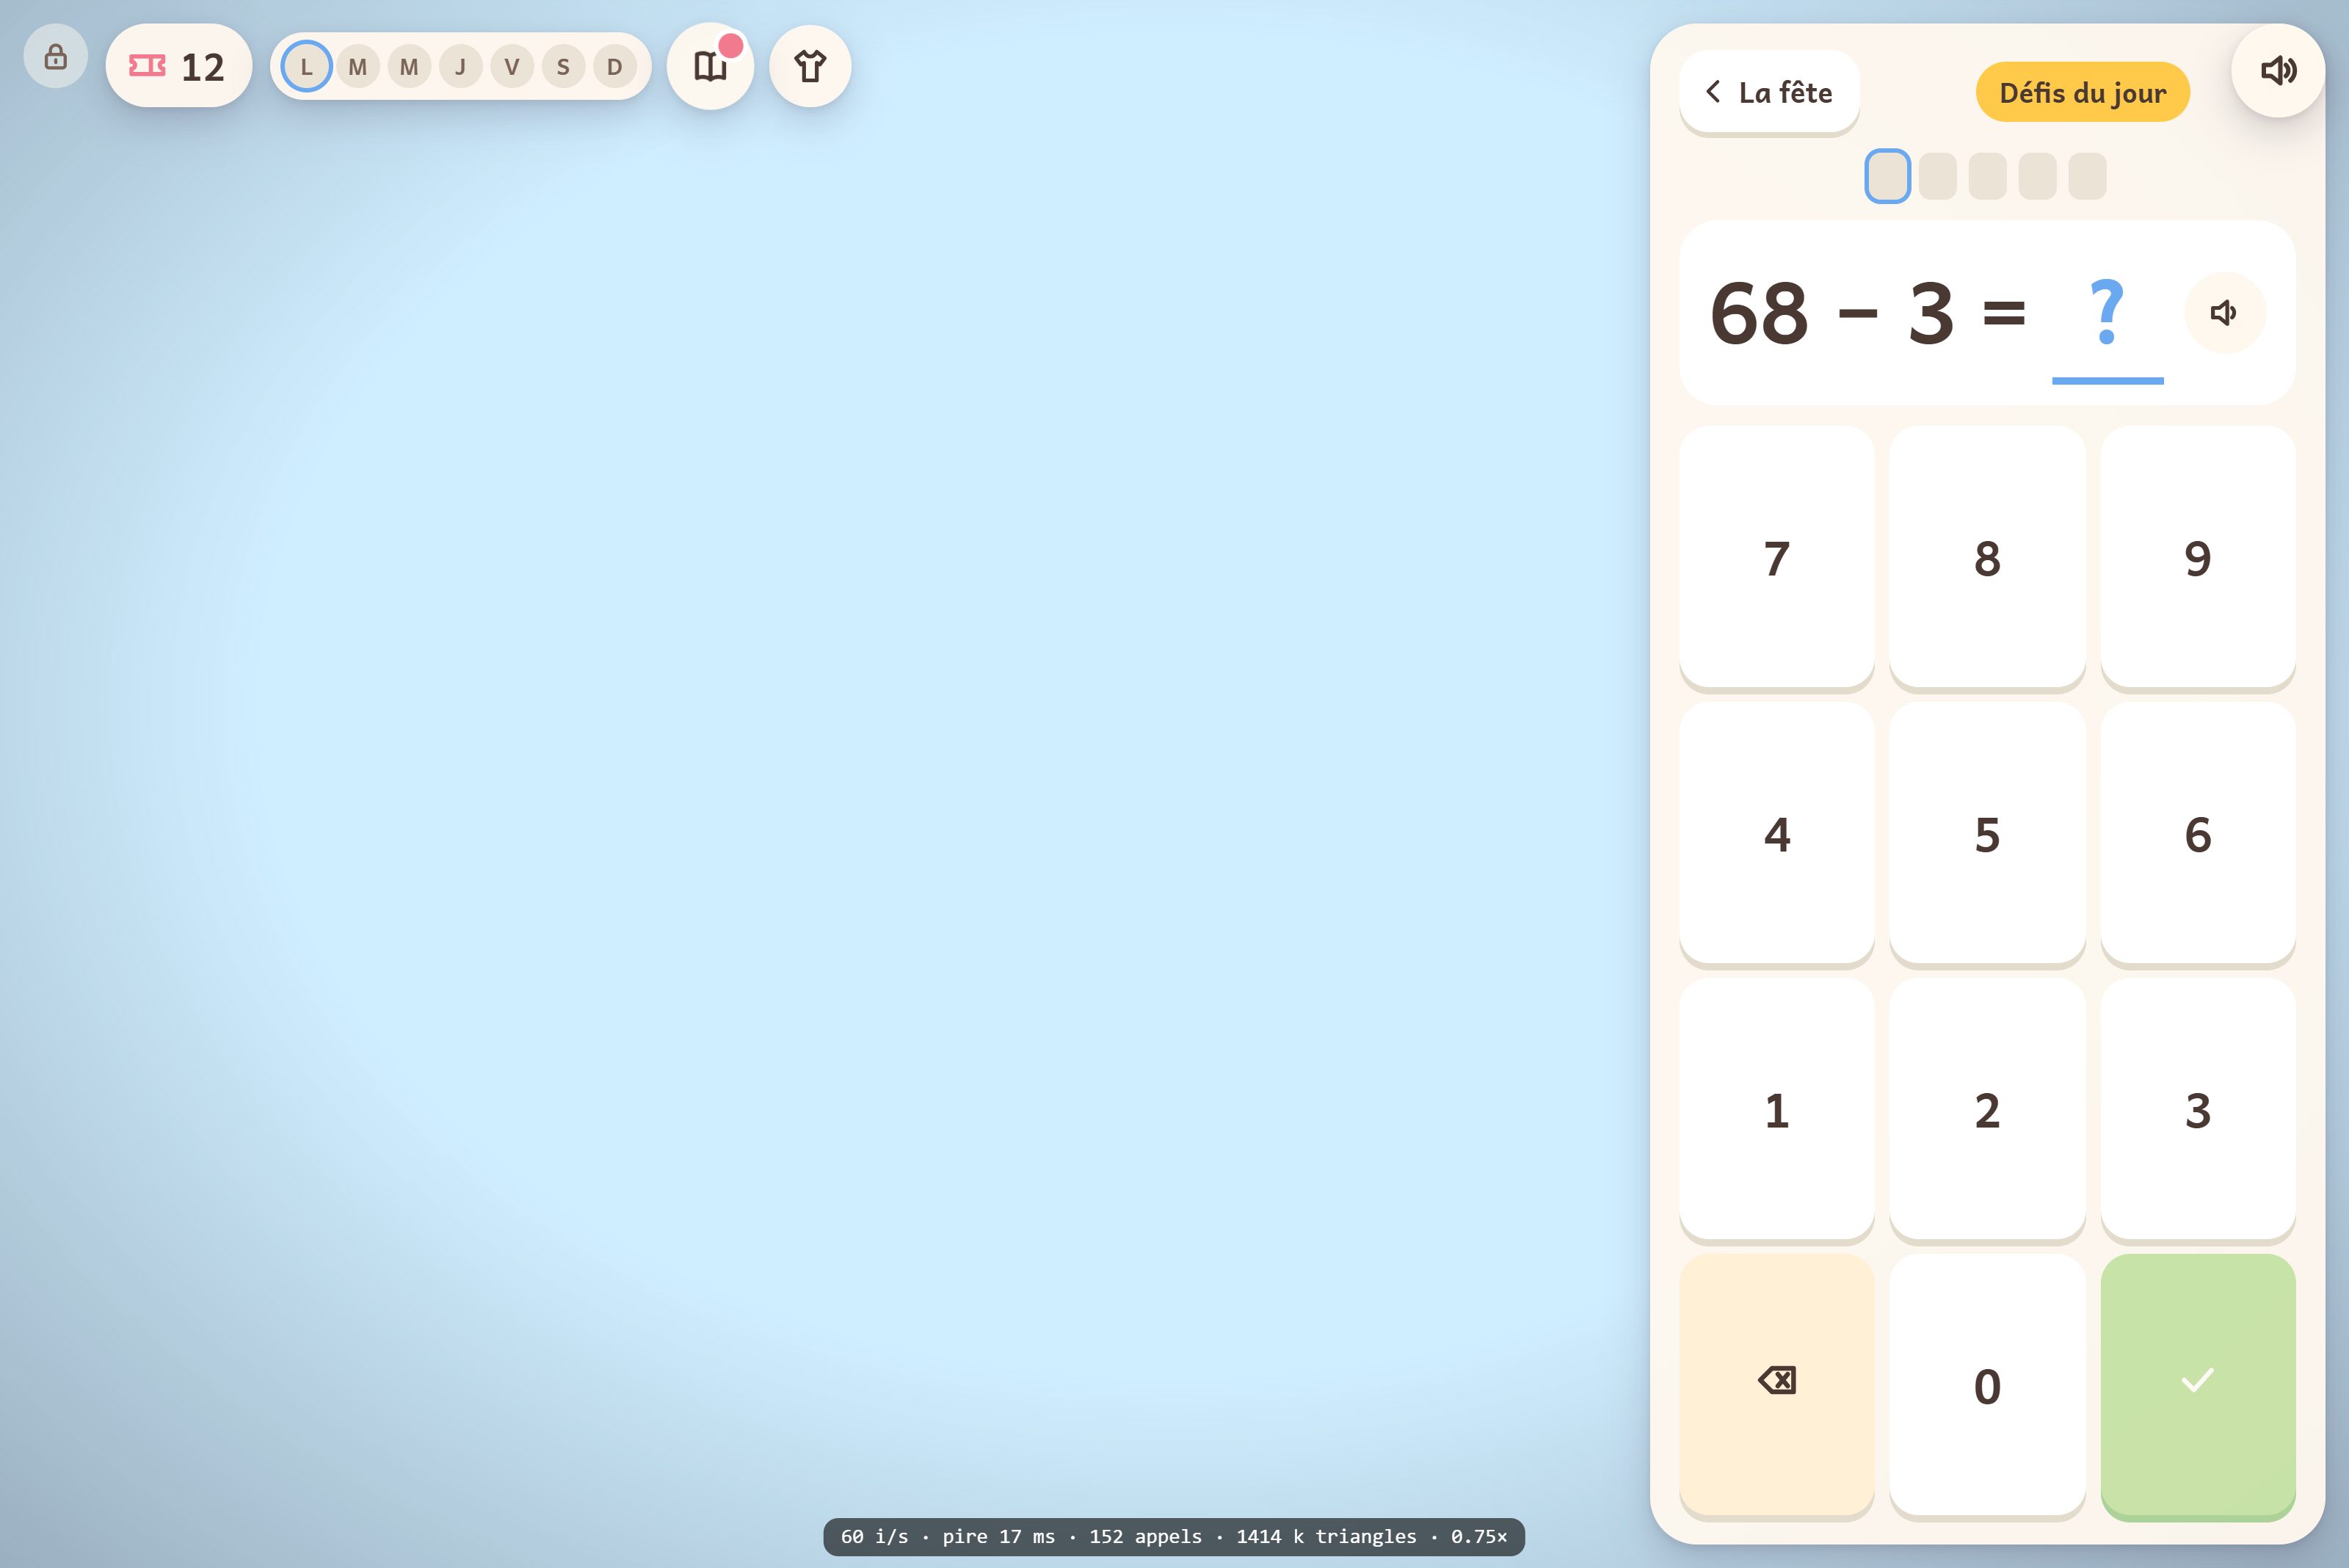 12 L M M J V S D
La fête Défis du jour
68 − 3 = ?
7 8 9
4 5 6
1 2 3
0
60 i/s · pire 17 ms · 152 appels · 1414 k triangles · 0.75×